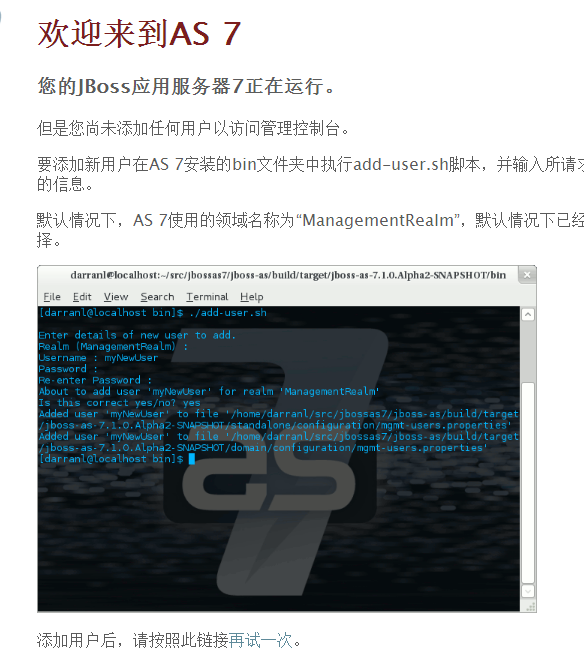 欢迎来到AS 7
您的JBoss应用服务器7正在运行。
但是您尚未添加任何用户以访问管理控制台。
要添加新用户在AS 7安装的bin文件夹中执行add-user.sh脚本，并输入所请求
的信息。
默认情况下，AS 7使用的领域名称为“ManagementRealm”，默认情况下已经
择。
darranl@localhost:~/src/jbossas7/jboss-as/build/target/jboss-as-7.1.0.Alpha2-SNAPSHOT/bin
File Edit View Search Terminal Help
[darranl@localhost bin]$ ./add-user.sh
Enter details of new user to add.
Realm (ManagementRealm) :
Username : myNewUser
Password :
Re-enter Password :
About to add user 'myNewUser' for realm 'ManagementRealm'
Is this correct yes/no? yes
Added user 'myNewUser' to file '/home/darranl/src/jbossas7/jboss-as/build/target
/jboss-as-7.1.0.Alpha2-SNAPSHOT/standalone/configuration/mgmt-users.properties'
Added user 'myNewUser' to file '/home/darranl/src/jbossas7/jboss-as/build/target
/jboss-as-7.1.0.Alpha2-SNAPSHOT/domain/configuration/mgmt-users.properties'
[darranl@localhost bin]$
as
7
添加用户后，请按照此链接再试一次。